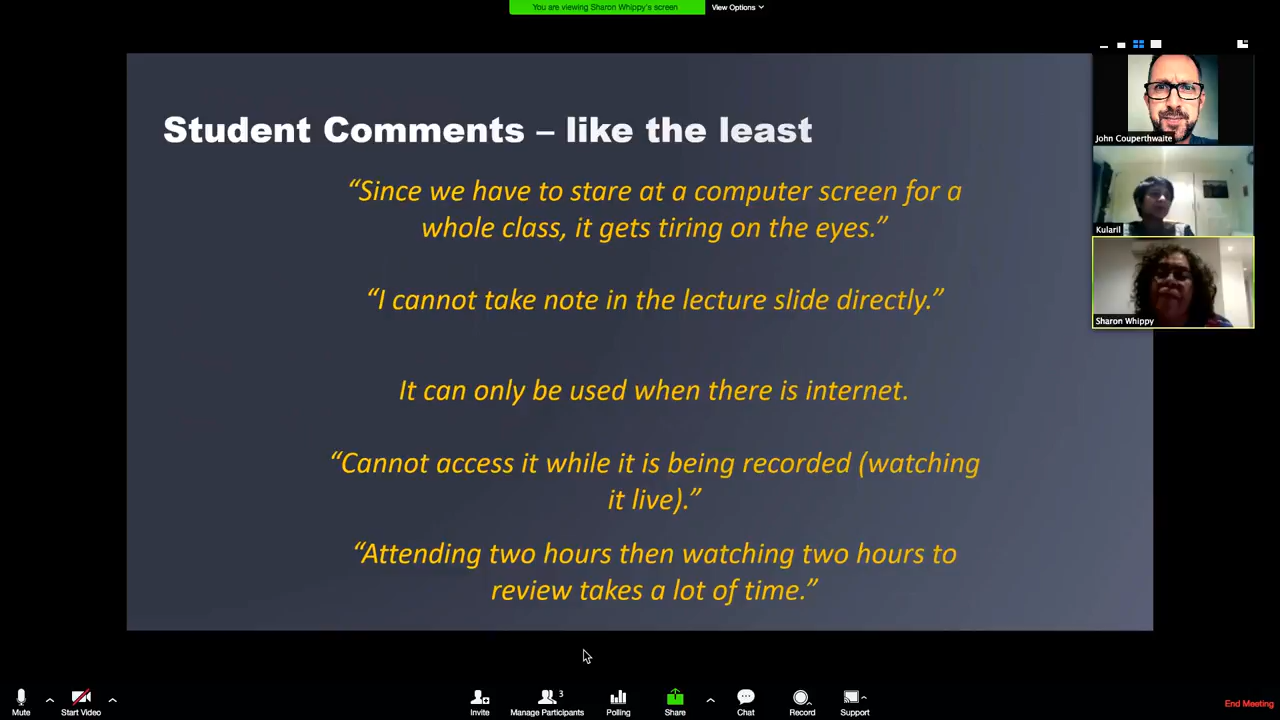 You are viewing Sharon Whippy's screen
View Options
Student Comments – like the least
“Since we have to stare at a computer screen for a
whole class, it gets tiring on the eyes.”
“I cannot take note in the lecture slide directly.”
It can only be used when there is internet.
“Cannot access it while it is being recorded (watching
it live).”
“Attending two hours then watching two hours to
review takes a lot of time.”
John Couperthwaite
Kularil
Sharon Whippy
Mute
Start Video
Invite
Manage Participants
3
Polling
Share
Chat
Record
Support
End Meeting